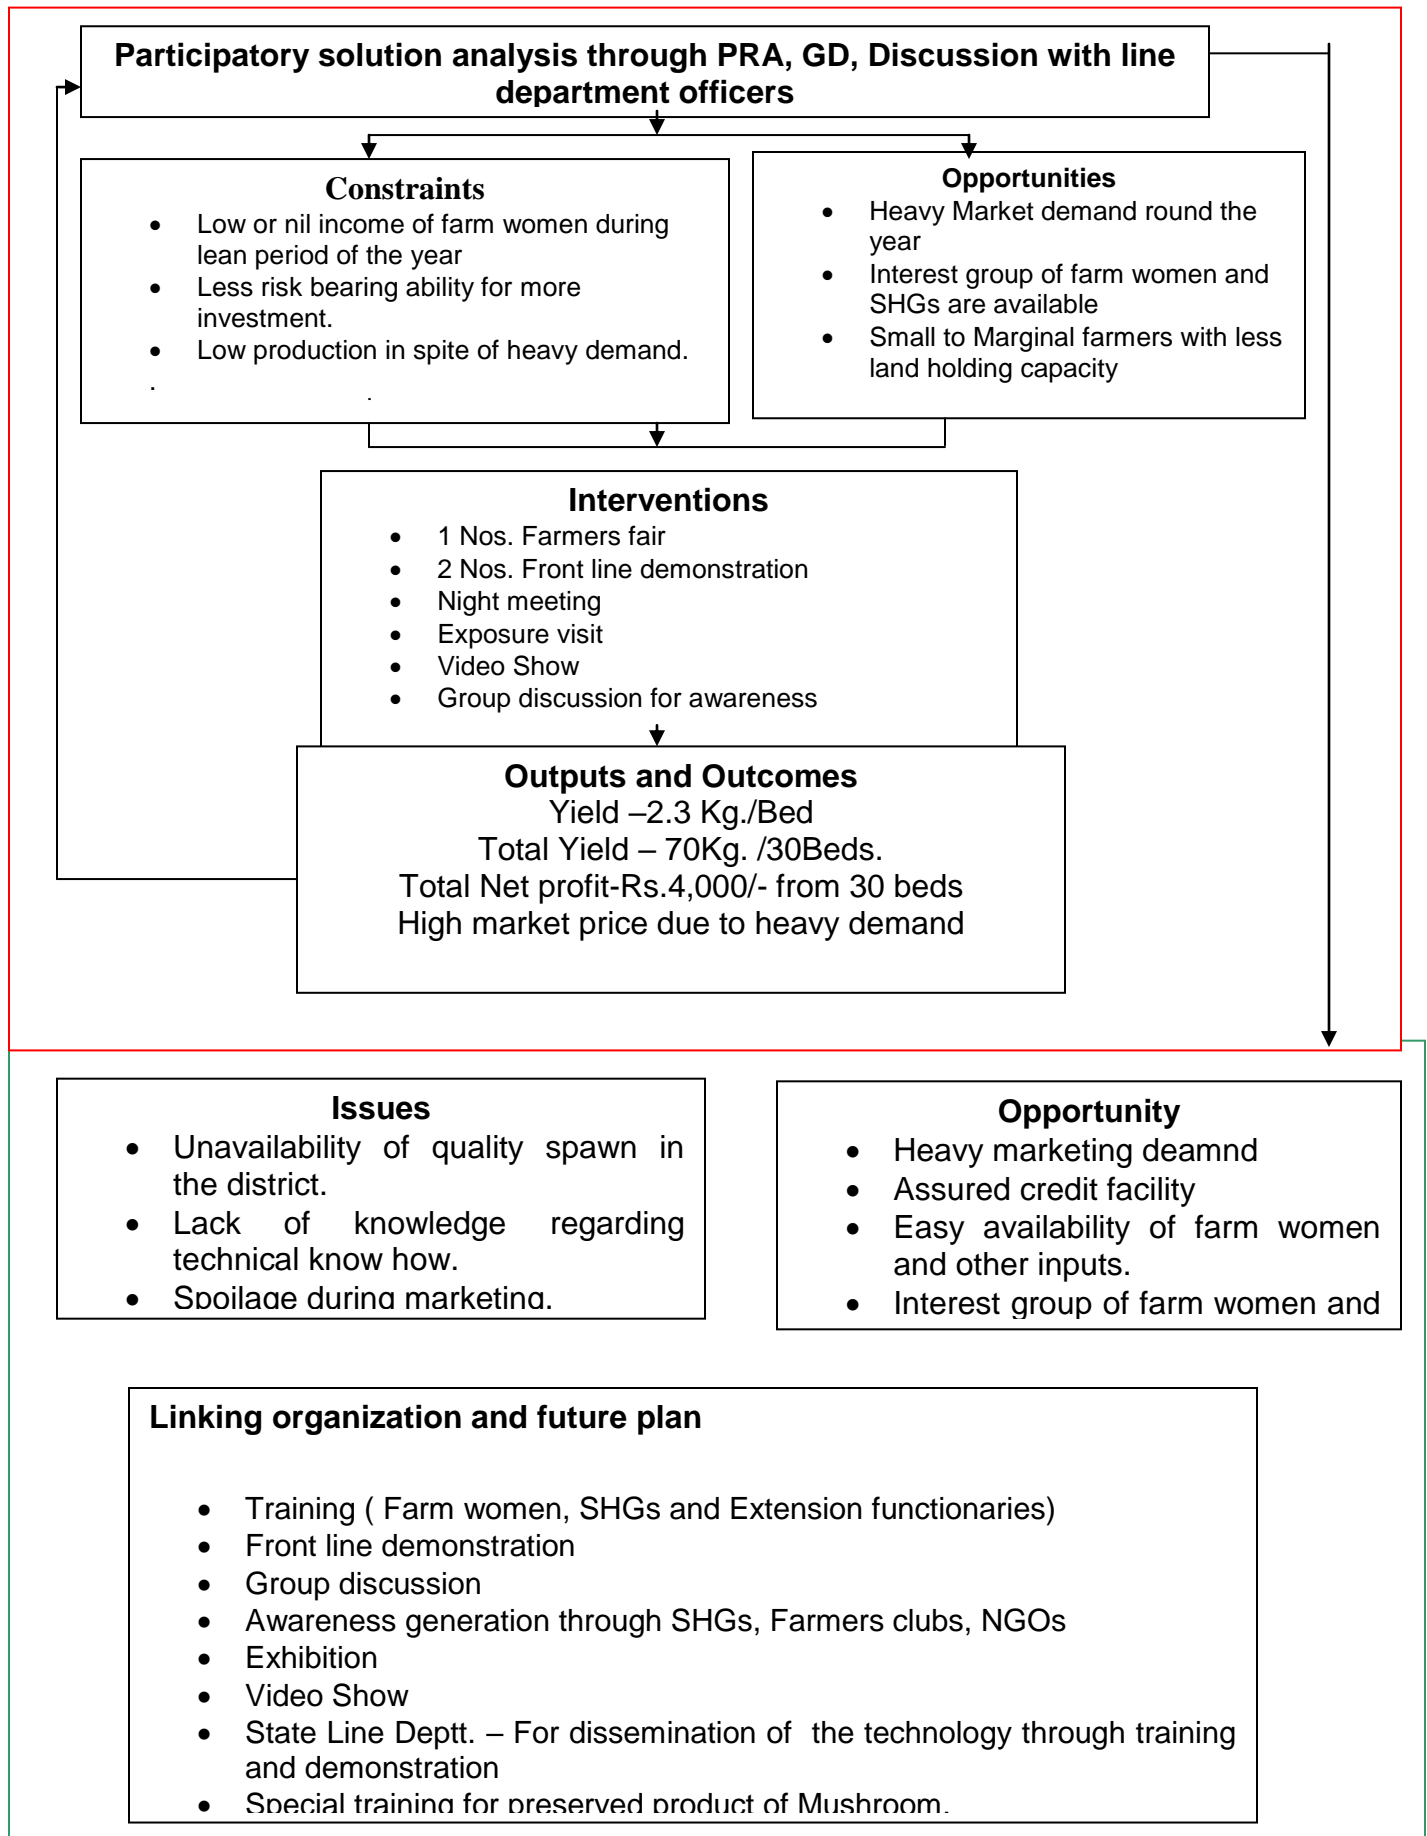 Participatory solution analysis through PRA, GD, Discussion with line
department officers
Constraints
• Low or nil income of farm women during
lean period of the year
• Less risk bearing ability for more
investment.
• Low production in spite of heavy demand.
.
.
Opportunities
• Heavy Market demand round the
year
• Interest group of farm women and
SHGs are available
• Small to Marginal farmers with less
land holding capacity
Interventions
• 1 Nos. Farmers fair
• 2 Nos. Front line demonstration
• Night meeting
• Exposure visit
• Video Show
• Group discussion for awareness
Outputs and Outcomes
Yield –2.3 Kg./Bed
Total Yield – 70Kg. /30Beds.
Total Net profit-Rs.4,000/- from 30 beds
High market price due to heavy demand
Issues
• Unavailability of quality spawn in
the district.
• Lack of knowledge regarding
technical know how.
• Spoilage during marketing.
Opportunity
• Heavy marketing deamnd
• Assured credit facility
• Easy availability of farm women
and other inputs.
• Interest group of farm women and
Linking organization and future plan
• Training ( Farm women, SHGs and Extension functionaries)
• Front line demonstration
• Group discussion
• Awareness generation through SHGs, Farmers clubs, NGOs
• Exhibition
• Video Show
• State Line Deptt. – For dissemination of the technology through training
and demonstration
• Special training for preserved product of Mushroom.